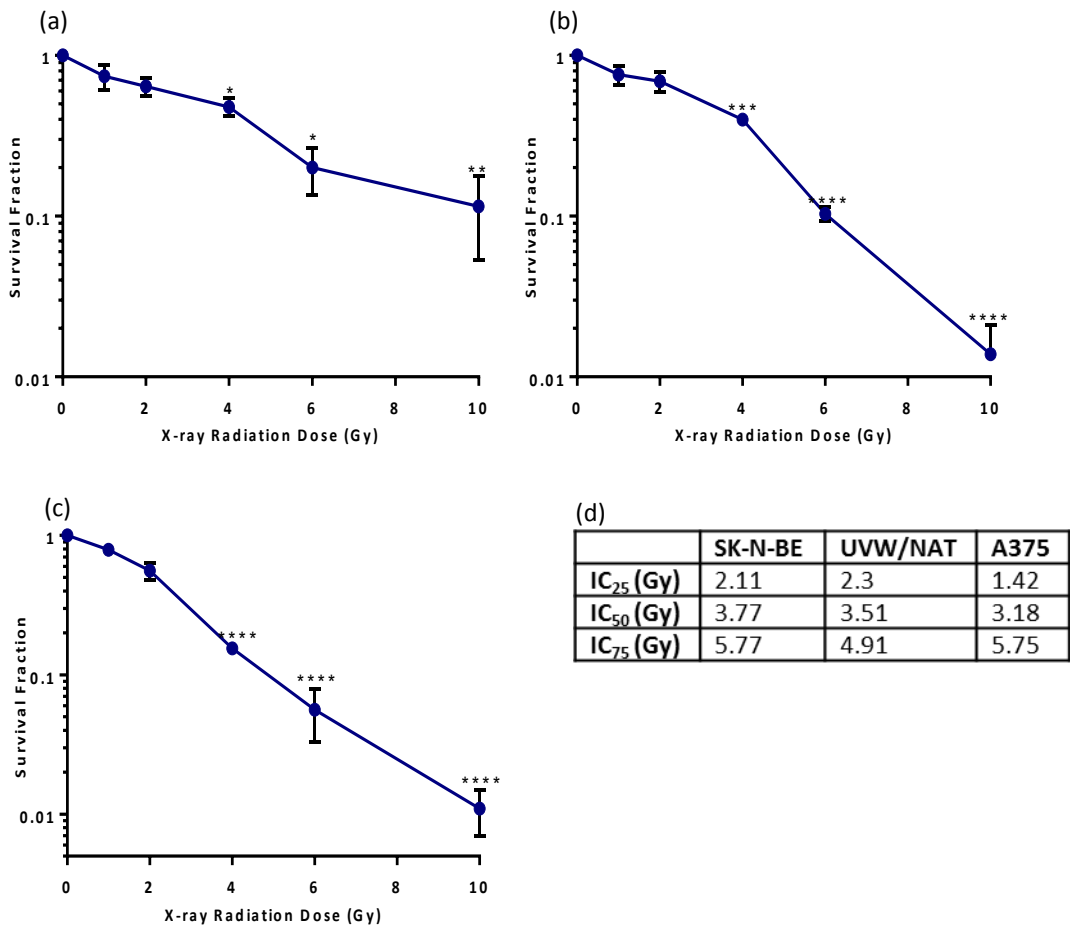 (a)
1
0.1
0.01
Survival Fraction
*
*
**
0 2 4 6 8 10
X-ray Radiation Dose (Gy)
(b)
1
0.1
0.01
Survival Fraction
***
****
****
0 2 4 6 8 10
X-ray Radiation Dose (Gy)
(c)
1
0.1
0.01
Survival Fraction
****
****
****
0 2 4 6 8 10
X-ray Radiation Dose (Gy)
(d)
SK-N-BE UVW/NAT A375
IC25 (Gy) 2.11 2.3 1.42
IC50 (Gy) 3.77 3.51 3.18
IC75 (Gy) 5.77 4.91 5.75